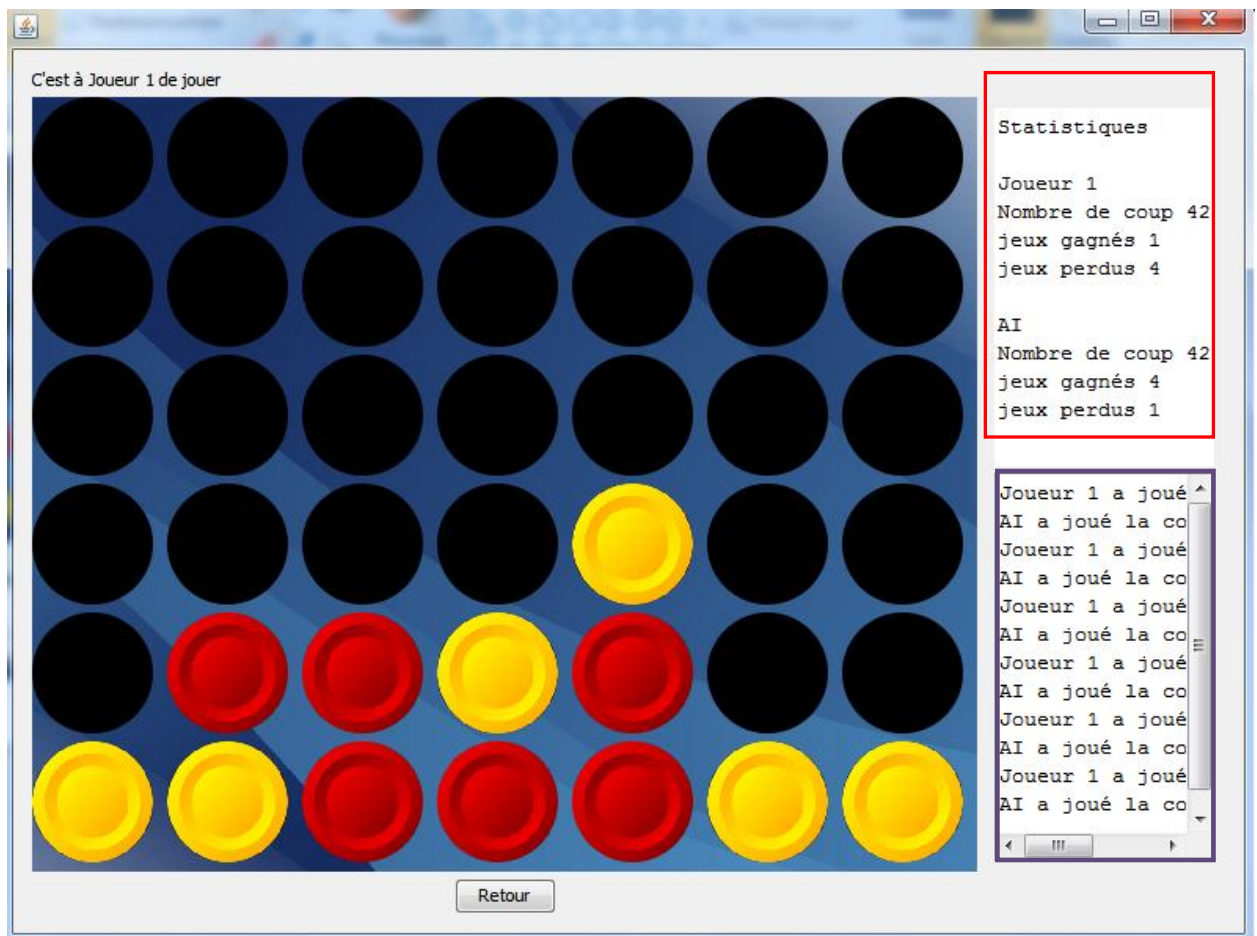 C'est à Joueur 1 de jouer
Statistiques
Joueur 1
Nombre de coup 42
jeux gagnés 1
jeux perdus 4
AI
Nombre de coup 42
jeux gagnés 4
jeux perdus 1
Joueur 1 a joué
AI a joué la co
Joueur 1 a joué
AI a joué la co
Joueur 1 a joué
AI a joué la co
Joueur 1 a joué
AI a joué la co
Joueur 1 a joué
AI a joué la co
Joueur 1 a joué
AI a joué la co
Retour